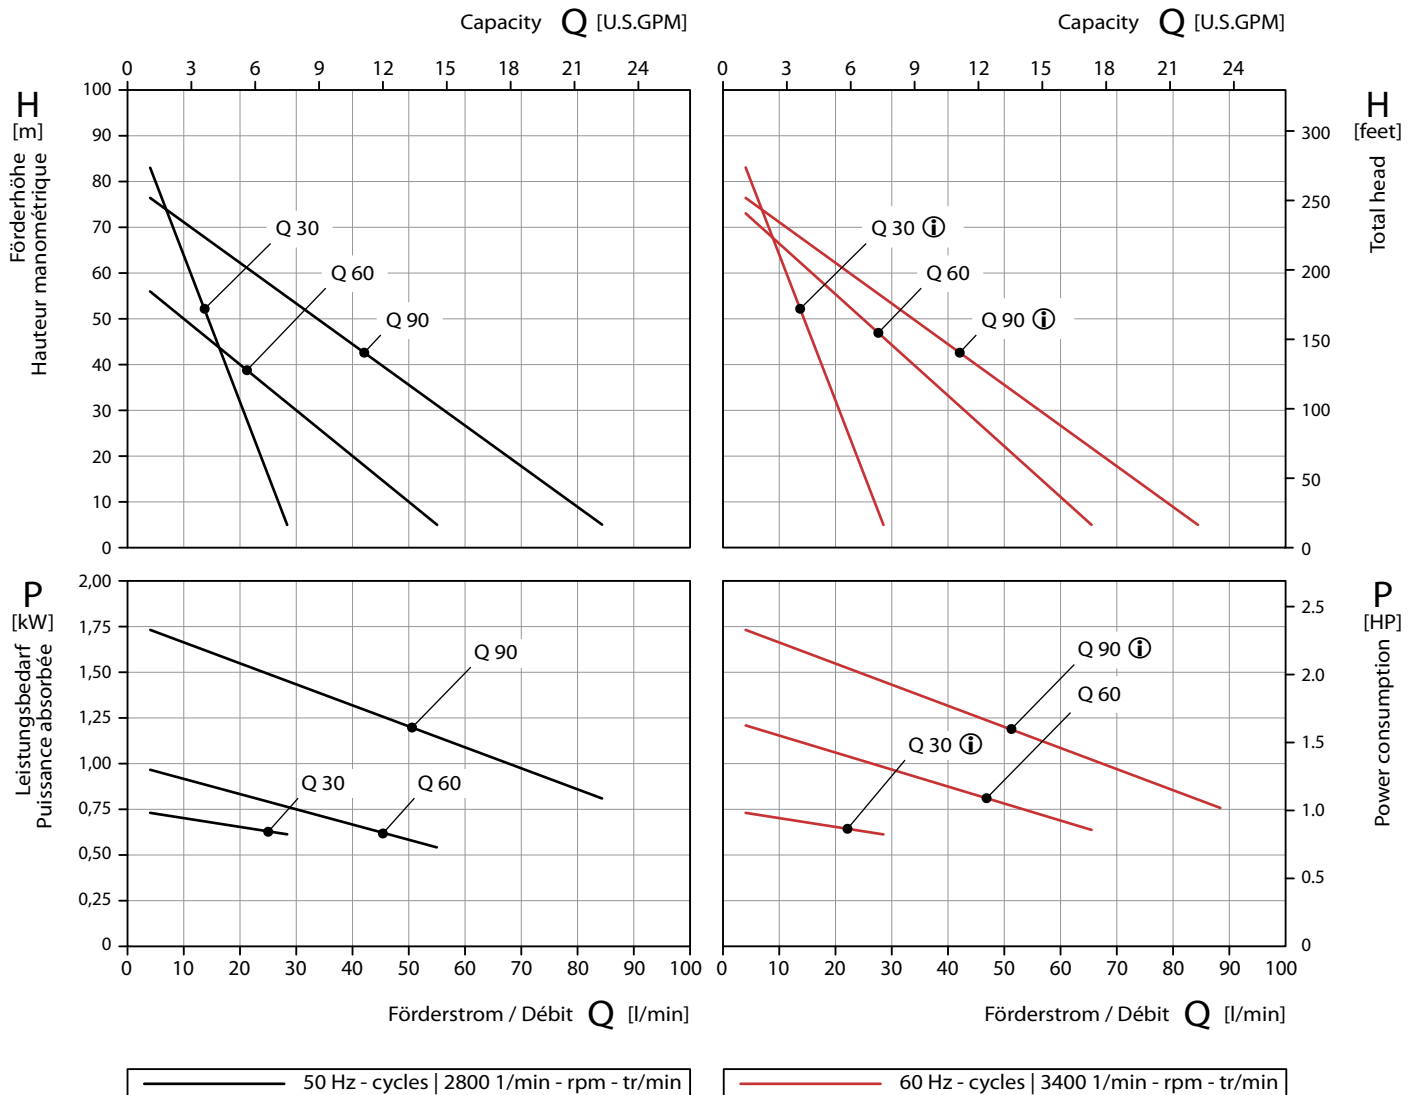 Capacity Q [U.S.GPM]
Capacity Q [U.S.GPM]
0 3 6 9 12 15 18 21 24
0 3 6 9 12 15 18 21 24
H
[m]
Förderhöhe
Hauteur manométrique
100
90
80
70
60
50
40
30
20
10
0
Q 30
Q 60
Q 90
Q 30 ⓘ
Q 60
Q 90 ⓘ
H
[feet]
Total head
300
250
200
150
100
50
0
P
[kW]
Leistungsbedarf
Puissance absorbée
2,00
1,75
1,50
1,25
1,00
0,75
0,50
0,25
0
Q 90
Q 30
Q 60
Q 90 ⓘ
Q 60
Q 30 ⓘ
P
[HP]
Power consumption
2.5
2.0
1.5
1.0
0.5
0
0 10 20 30 40 50 60 70 80 90 100
0 10 20 30 40 50 60 70 80 90 100
Förderstrom / Débit Q [l/min]
Förderstrom / Débit Q [l/min]
50 Hz - cycles | 2800 1/min - rpm - tr/min
60 Hz - cycles | 3400 1/min - rpm - tr/min